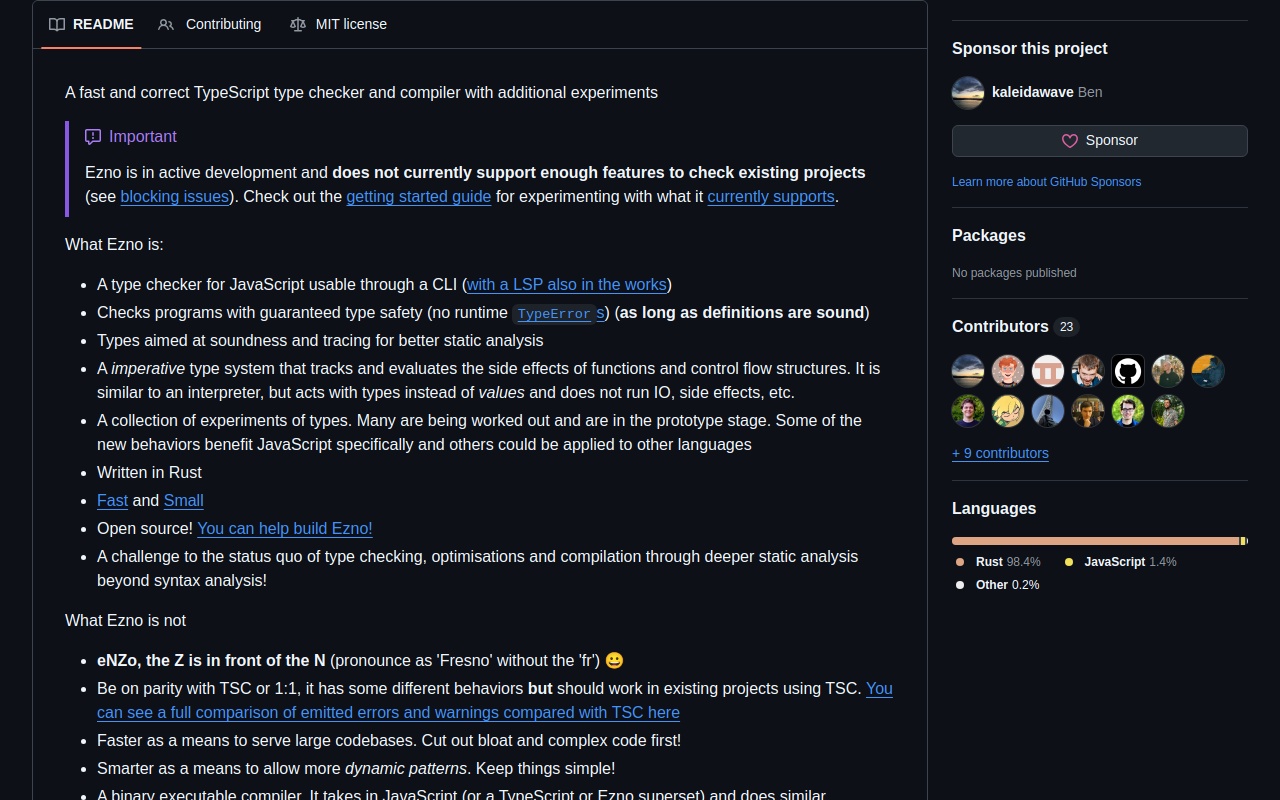 README
Contributing
MIT license
A fast and correct TypeScript type checker and compiler with additional experiments
Important
Ezno is in active development and does not currently support enough features to check existing projects
(see blocking issues). Check out the getting started guide for experimenting with what it currently supports.
What Ezno is:
A type checker for JavaScript usable through a CLI (with a LSP also in the works)
Checks programs with guaranteed type safety (no runtime TypeError s) (as long as definitions are sound)
Types aimed at soundness and tracing for better static analysis
A imperative type system that tracks and evaluates the side effects of functions and control flow structures. It is
similar to an interpreter, but acts with types instead of values and does not run IO, side effects, etc.
A collection of experiments of types. Many are being worked out and are in the prototype stage. Some of the
new behaviors benefit JavaScript specifically and others could be applied to other languages
Written in Rust
Fast and Small
Open source! You can help build Ezno!
A challenge to the status quo of type checking, optimisations and compilation through deeper static analysis
beyond syntax analysis!
What Ezno is not
eNZo, the Z is in front of the N (pronounce as 'Fresno' without the 'fr') 😀
Be on parity with TSC or 1:1, it has some different behaviors but should work in existing projects using TSC. You
can see a full comparison of emitted errors and warnings compared with TSC here
Faster as a means to serve large codebases. Cut out bloat and complex code first!
Smarter as a means to allow more dynamic patterns. Keep things simple!
A binary executable compiler. It takes in JavaScript (or a TypeScript or Ezno superset) and does similar
Sponsor this project
kaleidawave Ben
Sponsor
Learn more about GitHub Sponsors
Packages
No packages published
Contributors 23
+ 9 contributors
Languages
Rust 98.4%
JavaScript 1.4%
Other 0.2%